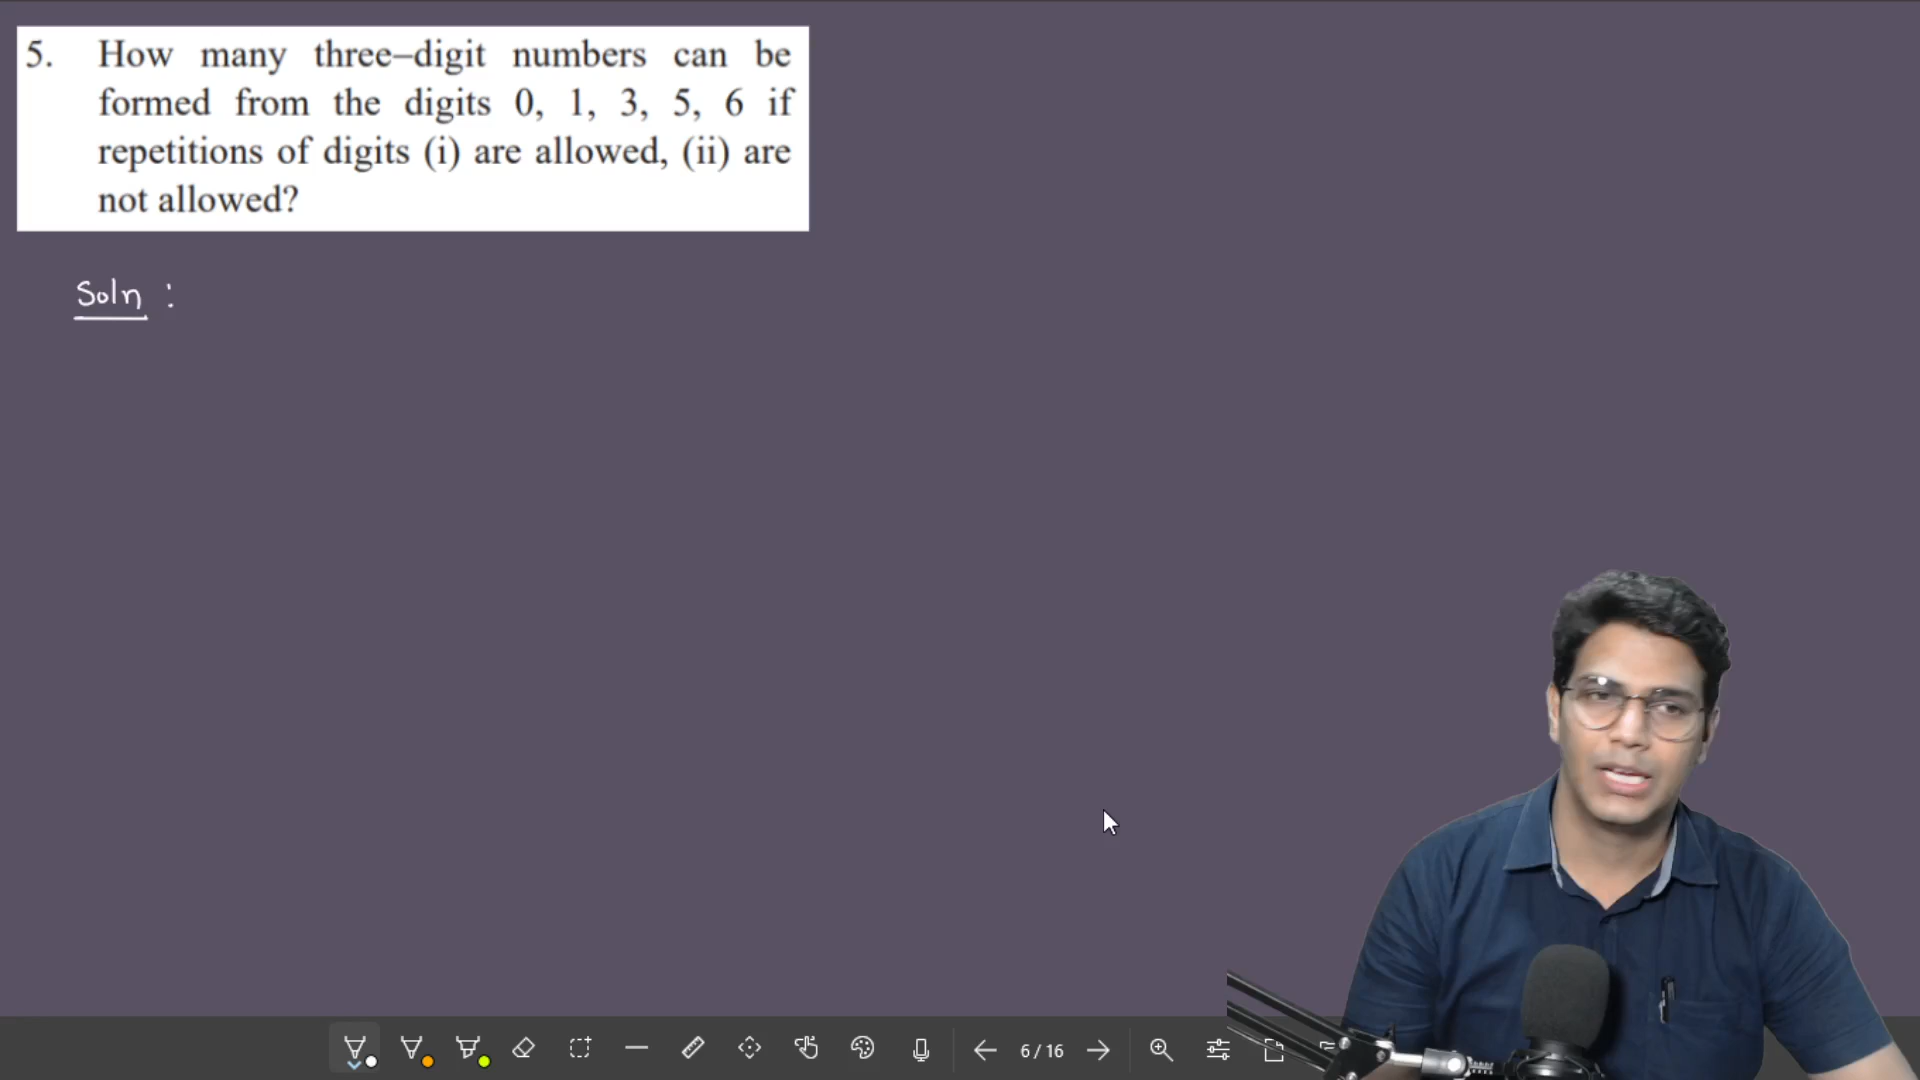 5. How many three–digit numbers can be
formed from the digits 0, 1, 3, 5, 6 if
repetitions of digits (i) are allowed, (ii) are
not allowed?
Soln :
6 / 16